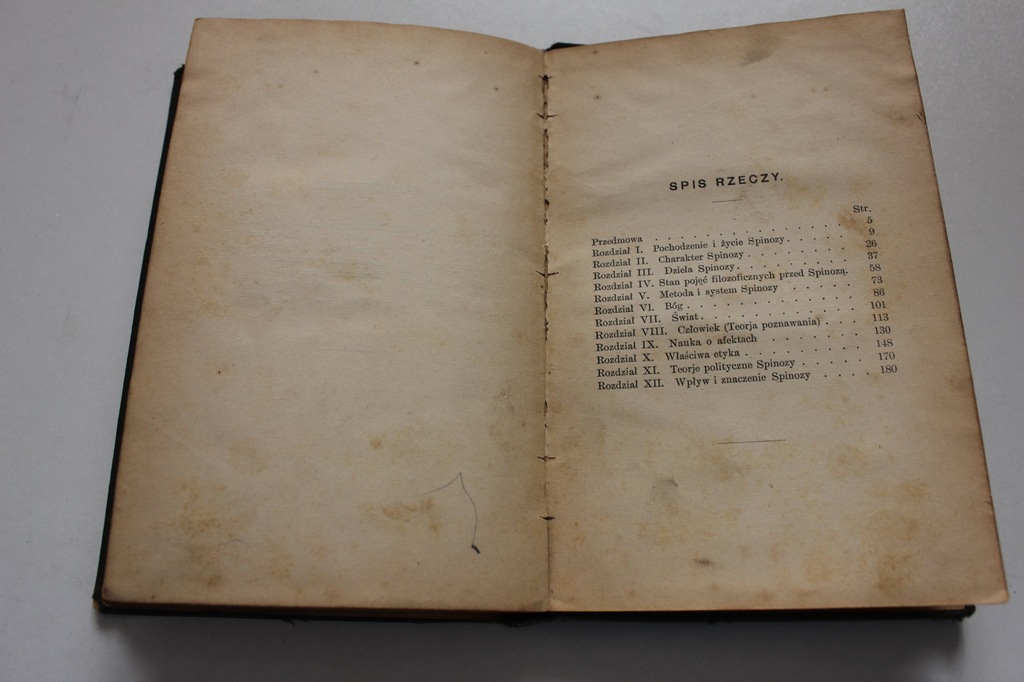 SPIS RZECZY.
Str.
Przedmowa . . . . . . . . . . . . . . . 5
Rozdział I. Pochodzenie i życie Spinozy. . . . . . 9
Rozdział II. Charakter Spinozy . . . . . . . . 26
Rozdział III. Dzieła Spinozy. . . . . . . . . 37
Rozdział IV. Stan pojęć filozoficznych przed Spinozą. 58
Rozdział V. Metoda i system Spinozy . . . . . . 73
Rozdział VI. Bóg . . . . . . . . . . . . 86
Rozdział VII. Świat . . . . . . . . . . . 101
Rozdział VIII. Człowiek (Teorja poznawania) . . . 113
Rozdział IX. Nauka o afektach . . . . . . . 130
Rozdział X. Właściwa etyka . . . . . . . . 148
Rozdział XI. Teorje polityczne Spinozy . . . . . 170
Rozdział XII. Wpływ i znaczenie Spinozy . . . . 180